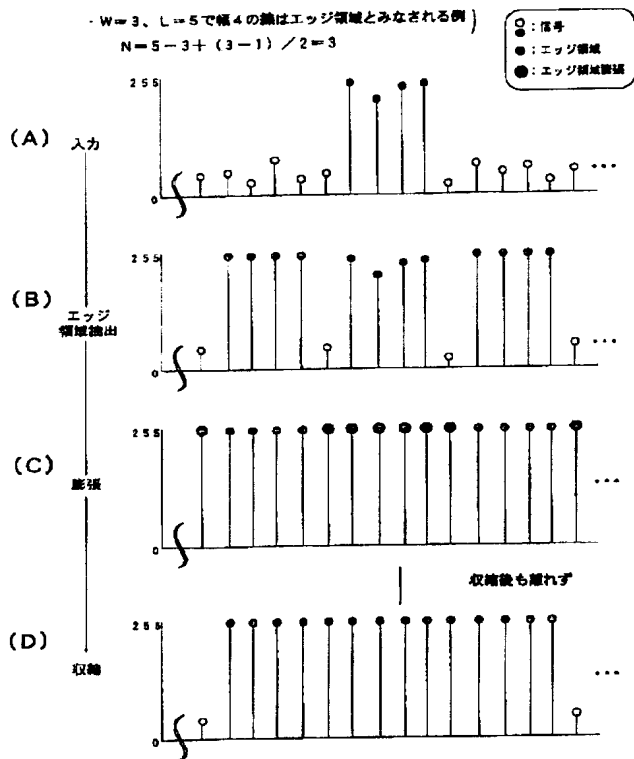 ・W=3、L=5で幅4の線はエッジ領域とみなされる例)
N=5-3+(3-1)/2=3
:信号
:エッジ領域
:エッジ領域膨張
(A)
入力
255
0
...
(B)
エッジ
領域抽出
255
0
...
(C)
膨張
255
0
...
収縮後も離れず
(D)
収縮
255
0
...